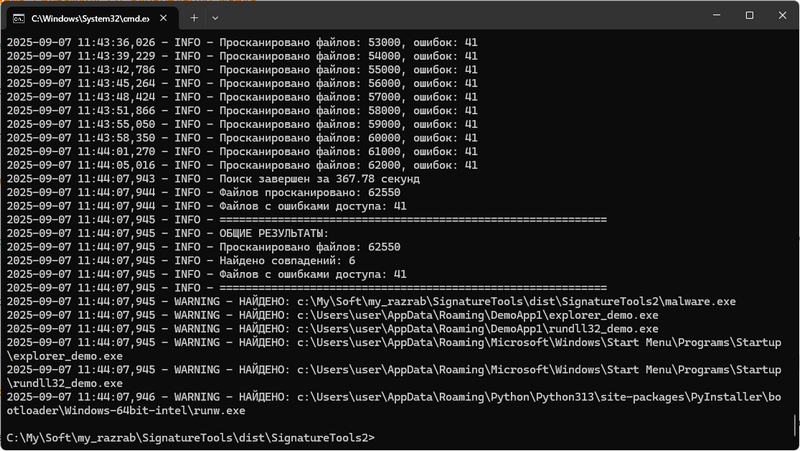 C:\Windows\System32\cmd.ex
2025-09-07 11:43:36,026 - INFO - Просканировано файлов: 53000, ошибок: 41
2025-09-07 11:43:39,229 - INFO - Просканировано файлов: 54000, ошибок: 41
2025-09-07 11:43:42,786 - INFO - Просканировано файлов: 55000, ошибок: 41
2025-09-07 11:43:45,264 - INFO - Просканировано файлов: 56000, ошибок: 41
2025-09-07 11:43:48,424 - INFO - Просканировано файлов: 57000, ошибок: 41
2025-09-07 11:43:51,866 - INFO - Просканировано файлов: 58000, ошибок: 41
2025-09-07 11:43:55,050 - INFO - Просканировано файлов: 59000, ошибок: 41
2025-09-07 11:43:58,350 - INFO - Просканировано файлов: 60000, ошибок: 41
2025-09-07 11:44:01,270 - INFO - Просканировано файлов: 61000, ошибок: 41
2025-09-07 11:44:05,016 - INFO - Просканировано файлов: 62000, ошибок: 41
2025-09-07 11:44:07,943 - INFO - Поиск завершен за 367.78 секунд
2025-09-07 11:44:07,944 - INFO - Файлов просканировано: 62550
2025-09-07 11:44:07,944 - INFO - Файлов с ошибками доступа: 41
2025-09-07 11:44:07,945 - INFO - ============================================================
2025-09-07 11:44:07,945 - INFO - ОБЩИЕ РЕЗУЛЬТАТЫ:
2025-09-07 11:44:07,945 - INFO - Просканировано файлов: 62550
2025-09-07 11:44:07,945 - INFO - Найдено совпадений: 6
2025-09-07 11:44:07,945 - INFO - Файлов с ошибками доступа: 41
2025-09-07 11:44:07,945 - INFO - ============================================================
2025-09-07 11:44:07,945 - WARNING - НАЙДЕНО: c:\My\Soft\my_razrab\SignatureTools\dist\SignatureTools2\malware.exe
2025-09-07 11:44:07,945 - WARNING - НАЙДЕНО: c:\Users\user\AppData\Roaming\DemoApp1\explorer_demo.exe
2025-09-07 11:44:07,945 - WARNING - НАЙДЕНО: c:\Users\user\AppData\Roaming\DemoApp1\rundll32_demo.exe
2025-09-07 11:44:07,945 - WARNING - НАЙДЕНО: c:\Users\user\AppData\Roaming\Microsoft\Windows\Start Menu\Programs\Startup
\explorer_demo.exe
2025-09-07 11:44:07,945 - WARNING - НАЙДЕНО: c:\Users\user\AppData\Roaming\Microsoft\Windows\Start Menu\Programs\Startup
\rundll32_demo.exe
2025-09-07 11:44:07,946 - WARNING - НАЙДЕНО: c:\Users\user\AppData\Roaming\Python\Python313\site-packages\PyInstaller\bo
otloader\Windows-64bit-intel\runw.exe
C:\My\Soft\my_razrab\SignatureTools\dist\SignatureTools2>